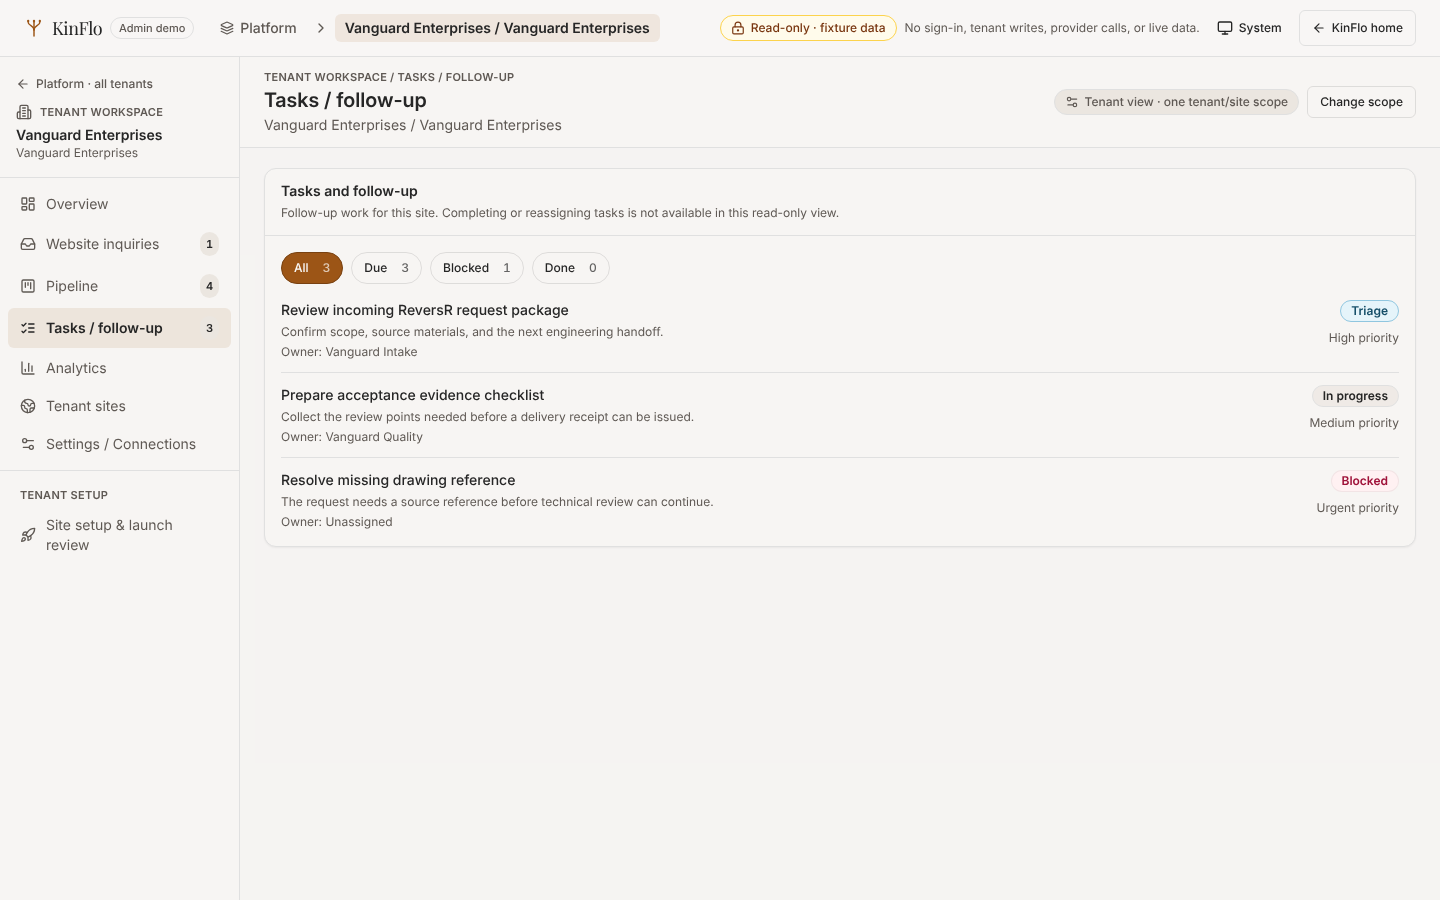 KinFlo
Admin demo
Platform
Vanguard Enterprises / Vanguard Enterprises
Read-only · fixture data
No sign-in, tenant writes, provider calls, or live data.
System
KinFlo home
Platform · all tenants
TENANT WORKSPACE
Vanguard Enterprises
Vanguard Enterprises
Overview
Website inquiries 1
Pipeline 4
Tasks / follow-up 3
Analytics
Tenant sites
Settings / Connections
TENANT SETUP
Site setup & launch
review
TENANT WORKSPACE / TASKS / FOLLOW-UP
Tasks / follow-up
Vanguard Enterprises / Vanguard Enterprises
Tenant view · one tenant/site scope
Change scope
Tasks and follow-up
Follow-up work for this site. Completing or reassigning tasks is not available in this read-only view.
All 3
Due 3
Blocked 1
Done 0
Review incoming ReversR request package
Confirm scope, source materials, and the next engineering handoff.
Owner: Vanguard Intake
Triage
High priority
Prepare acceptance evidence checklist
Collect the review points needed before a delivery receipt can be issued.
Owner: Vanguard Quality
In progress
Medium priority
Resolve missing drawing reference
The request needs a source reference before technical review can continue.
Owner: Unassigned
Blocked
Urgent priority